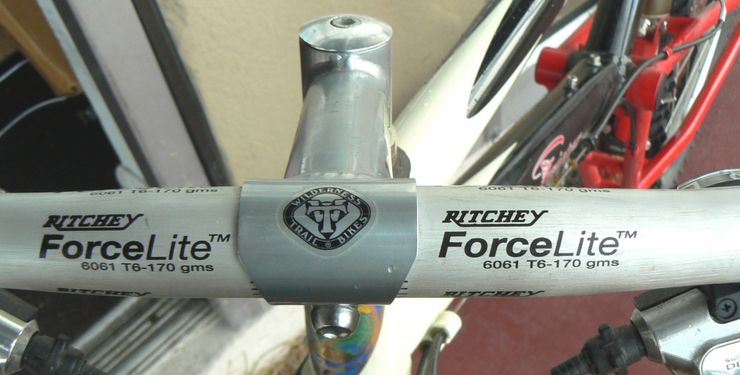 6061 T6-170 gms
RITCHEY
ForceLite™
6061 T6-170 gms
RITCHEY
WILDERNESS
TRAIL & BIKES
6061 T6-170 gms
RITCHEY
ForceLite™
6061 T6-170 gms
RITCHEY